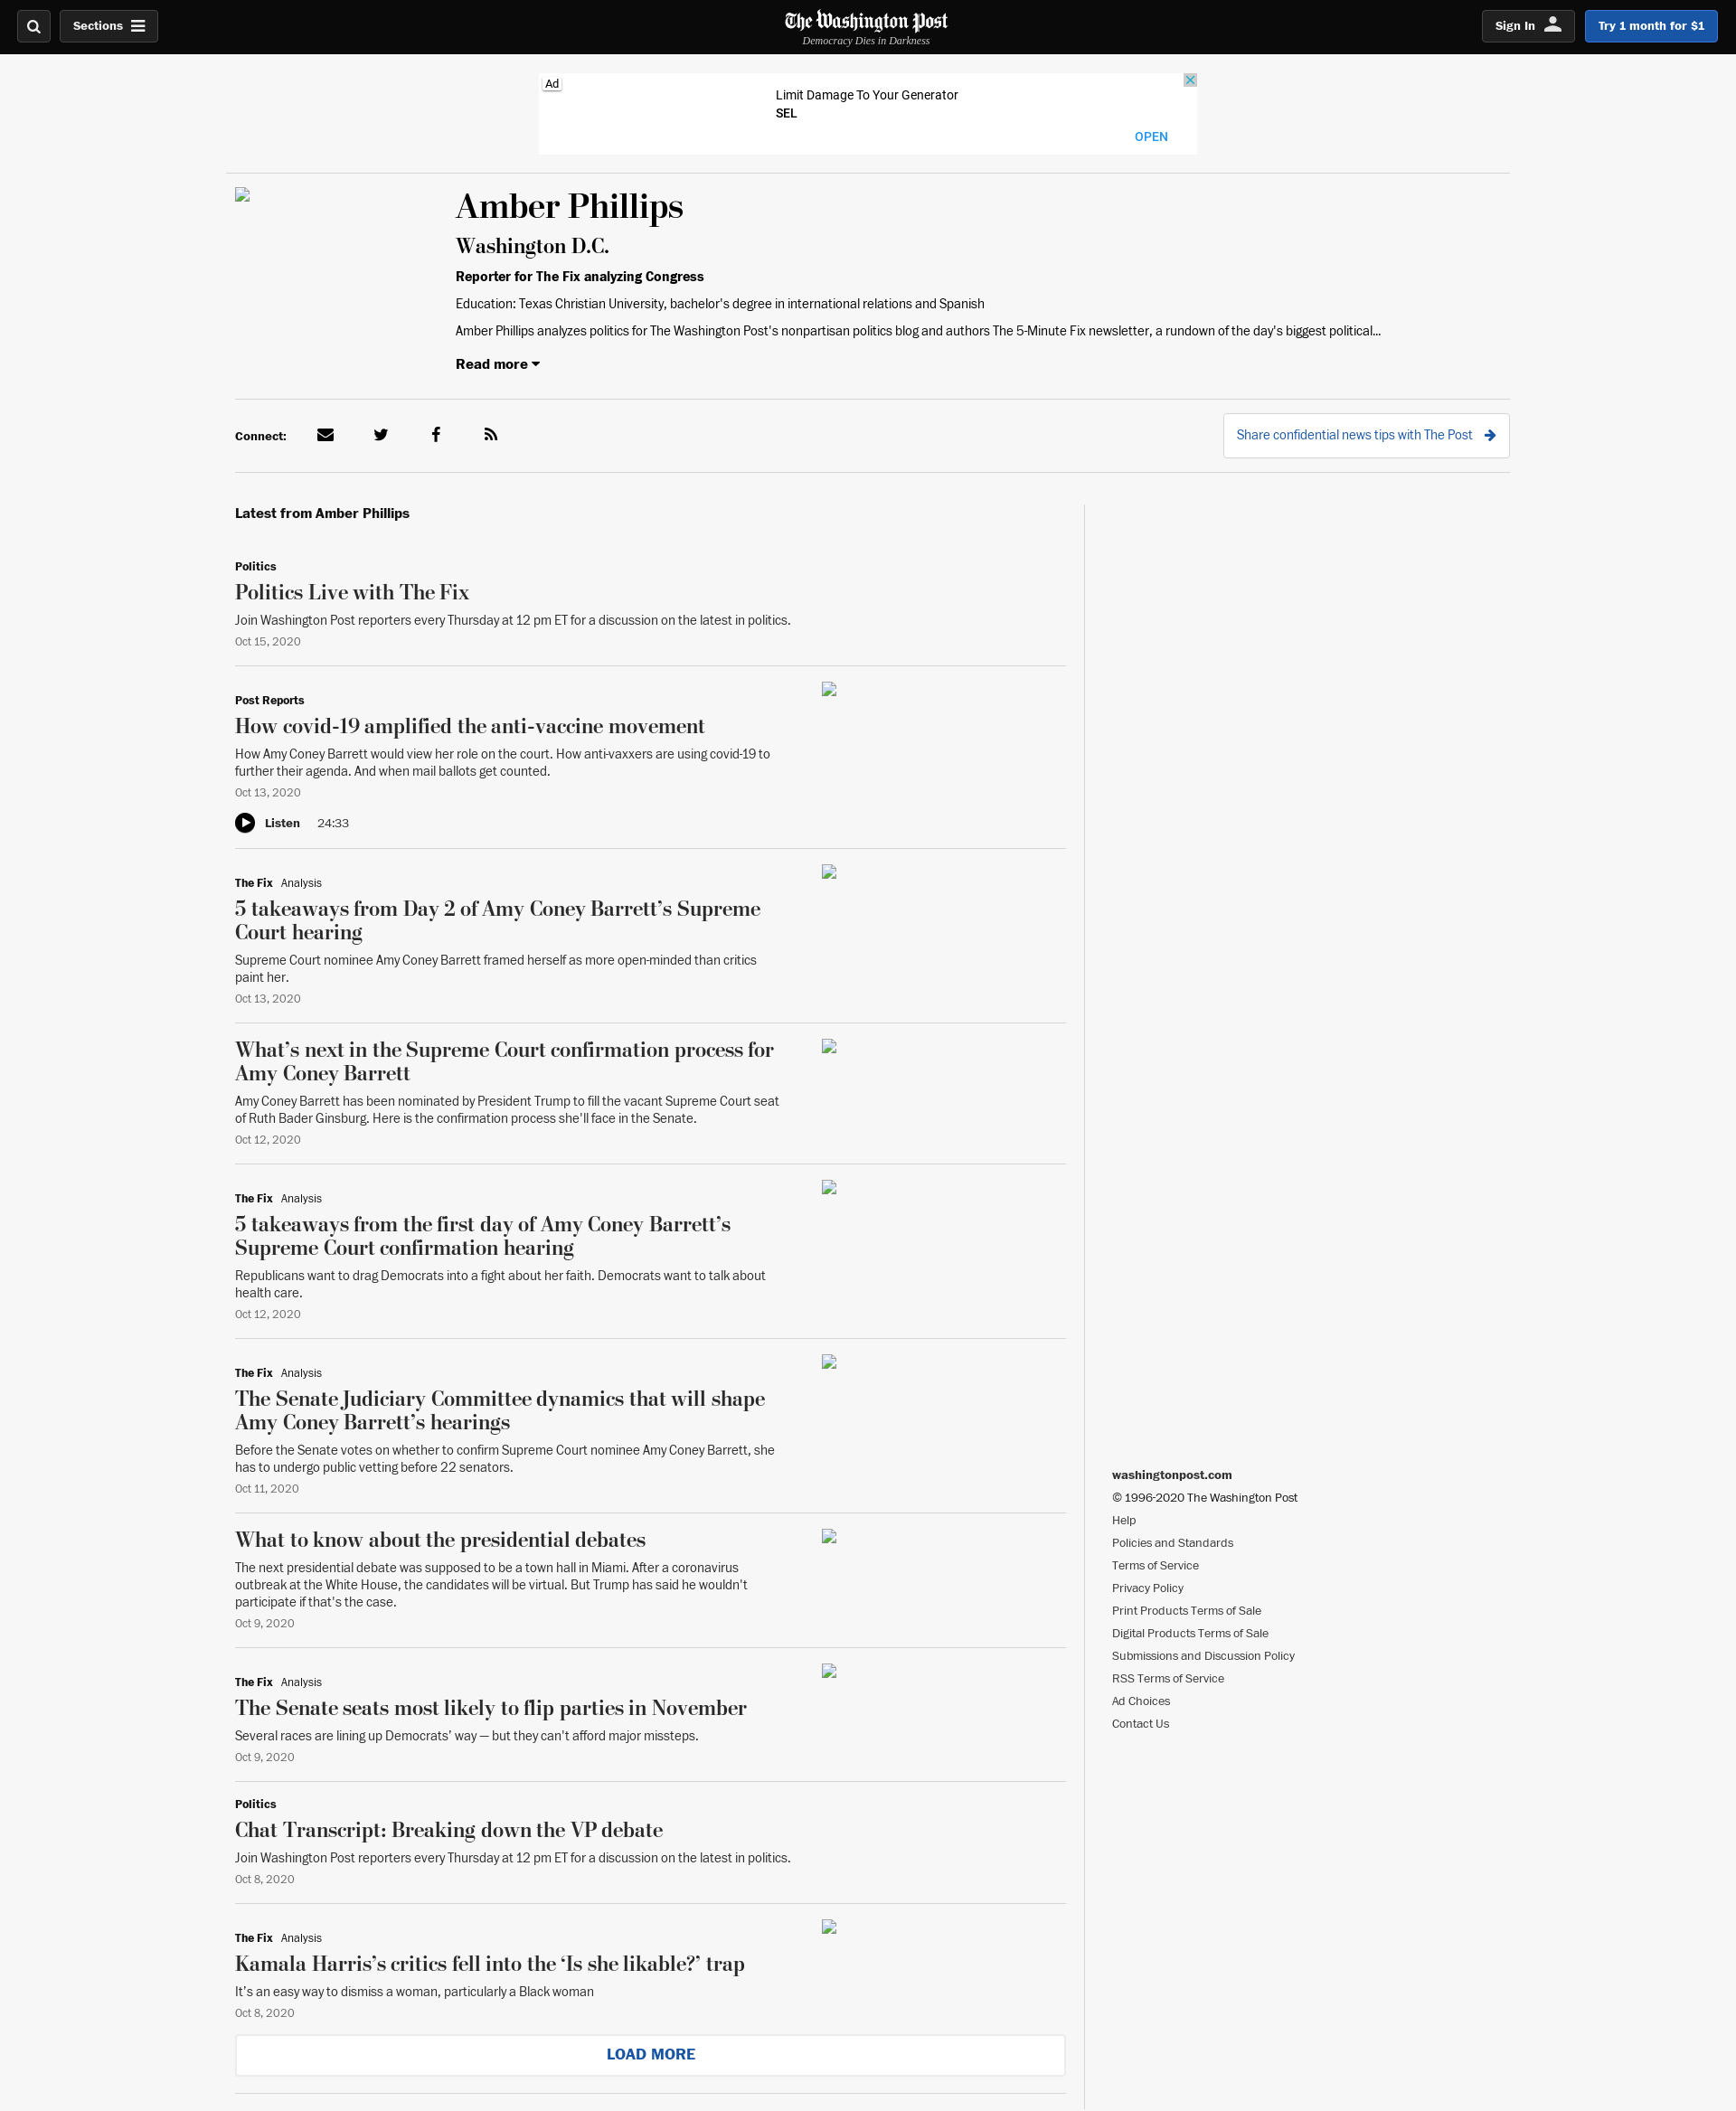 Sections
The Washington Post
Democracy Dies in Darkness
Sign In
Try 1 month for $1
Ad
Limit Damage To Your Generator
SEL
OPEN
Amber Phillips
Washington D.C.
Reporter for The Fix analyzing Congress
Education: Texas Christian University, bachelor's degree in international relations and Spanish
Amber Phillips analyzes politics for The Washington Post's nonpartisan politics blog and authors The 5-Minute Fix newsletter, a rundown of the day's biggest political...
Read more
Connect:
Share confidential news tips with The Post
Latest from Amber Phillips
Politics
Politics Live with The Fix
Join Washington Post reporters every Thursday at 12 pm ET for a discussion on the latest in politics.
Oct 15, 2020
Post Reports
How covid-19 amplified the anti-vaccine movement
How Amy Coney Barrett would view her role on the court. How anti-vaxxers are using covid-19 to
further their agenda. And when mail ballots get counted.
Oct 13, 2020
Listen 24:33
The Fix Analysis
5 takeaways from Day 2 of Amy Coney Barrett’s Supreme
Court hearing
Supreme Court nominee Amy Coney Barrett framed herself as more open-minded than critics
paint her.
Oct 13, 2020
What’s next in the Supreme Court confirmation process for
Amy Coney Barrett
Amy Coney Barrett has been nominated by President Trump to fill the vacant Supreme Court seat
of Ruth Bader Ginsburg. Here is the confirmation process she'll face in the Senate.
Oct 12, 2020
The Fix Analysis
5 takeaways from the first day of Amy Coney Barrett’s
Supreme Court confirmation hearing
Republicans want to drag Democrats into a fight about her faith. Democrats want to talk about
health care.
Oct 12, 2020
The Fix Analysis
The Senate Judiciary Committee dynamics that will shape
Amy Coney Barrett’s hearings
Before the Senate votes on whether to confirm Supreme Court nominee Amy Coney Barrett, she
has to undergo public vetting before 22 senators.
Oct 11, 2020
What to know about the presidential debates
The next presidential debate was supposed to be a town hall in Miami. After a coronavirus
outbreak at the White House, the candidates will be virtual. But Trump has said he wouldn't
participate if that's the case.
Oct 9, 2020
The Fix Analysis
The Senate seats most likely to flip parties in November
Several races are lining up Democrats’ way — but they can't afford major missteps.
Oct 9, 2020
Politics
Chat Transcript: Breaking down the VP debate
Join Washington Post reporters every Thursday at 12 pm ET for a discussion on the latest in politics.
Oct 8, 2020
The Fix Analysis
Kamala Harris’s critics fell into the ‘Is she likable?’ trap
It’s an easy way to dismiss a woman, particularly a Black woman
Oct 8, 2020
LOAD MORE
washingtonpost.com
© 1996-2020 The Washington Post
Help
Policies and Standards
Terms of Service
Privacy Policy
Print Products Terms of Sale
Digital Products Terms of Sale
Submissions and Discussion Policy
RSS Terms of Service
Ad Choices
Contact Us